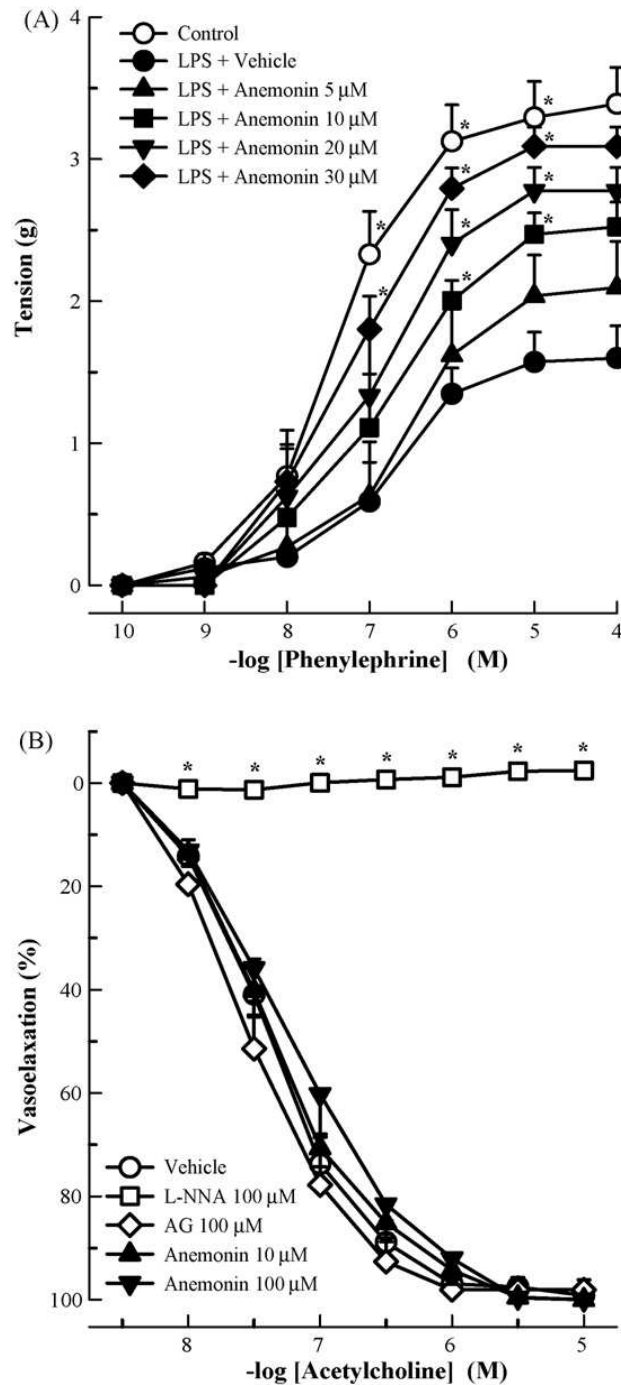 (A)
Control
LPS + Vehicle
LPS + Anemonin 5 µM
LPS + Anemonin 10 µM
LPS + Anemonin 20 µM
LPS + Anemonin 30 µM
4
3
2
1
0
Tension (g)
* * * * * * * * * * * *
10 9 8 7 6 5 4
-log [Phenylephrine] (M)
(B)
* * * * * * *
0
20
40
60
80
100
Vasoelaxation (%)
Vehicle
L-NNA 100 µM
AG 100 µM
Anemonin 10 µM
Anemonin 100 µM
8 7 6 5
-log [Acetylcholine] (M)